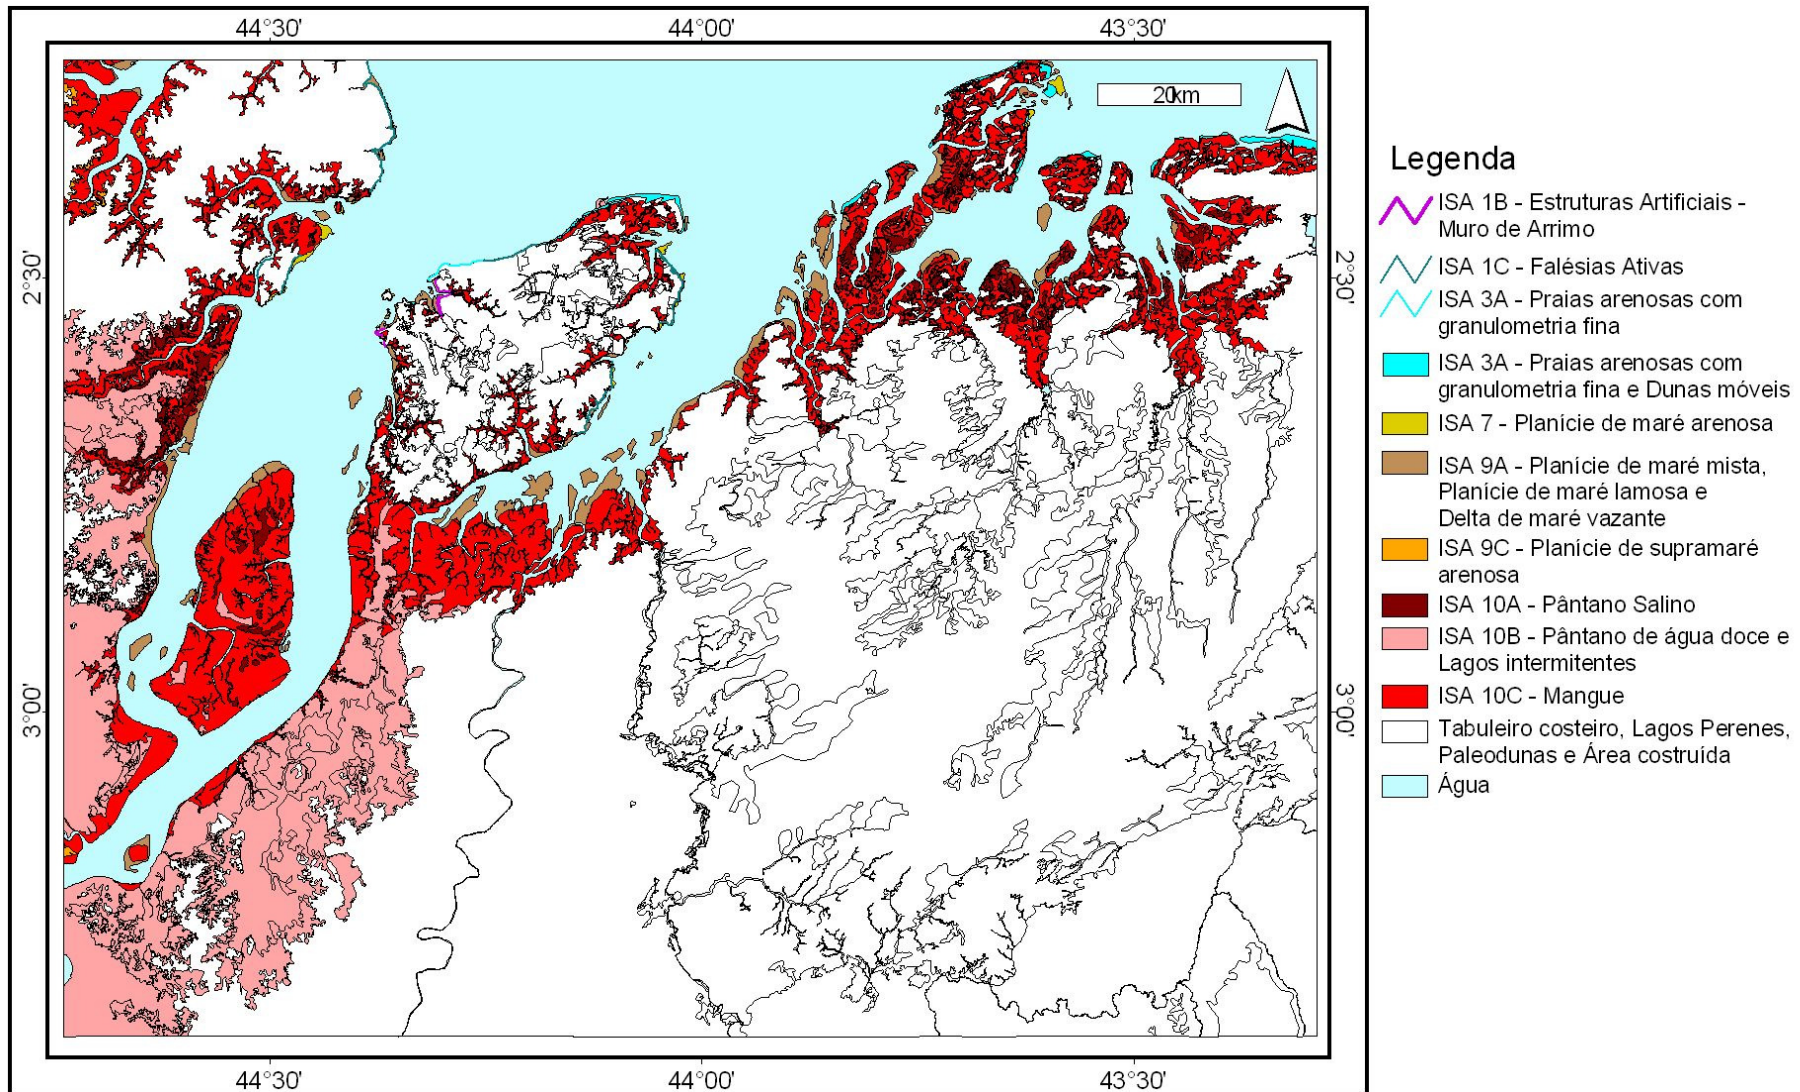 44°30'
44°00'
43°30'
20km
N
2°30'
2°30'
3°00'
3°00'
44°30'
44°00'
43°30'
Legenda
ISA 1B - Estruturas Artificiais -
Muro de Arrimo
ISA 1C - Falésias Ativas
ISA 3A - Praias arenosas com
granulometria fina
ISA 3A - Praias arenosas com
granulometria fina e Dunas móveis
ISA 7 - Planície de maré arenosa
ISA 9A - Planície de maré mista,
Planície de maré lamosa e
Delta de maré vazante
ISA 9C - Planície de supramaré
arenosa
ISA 10A - Pântano Salino
ISA 10B - Pântano de água doce e
Lagos intermitentes
ISA 10C - Mangue
Tabuleiro costeiro, Lagos Perenes,
Paleodunas e Área costruída
Água